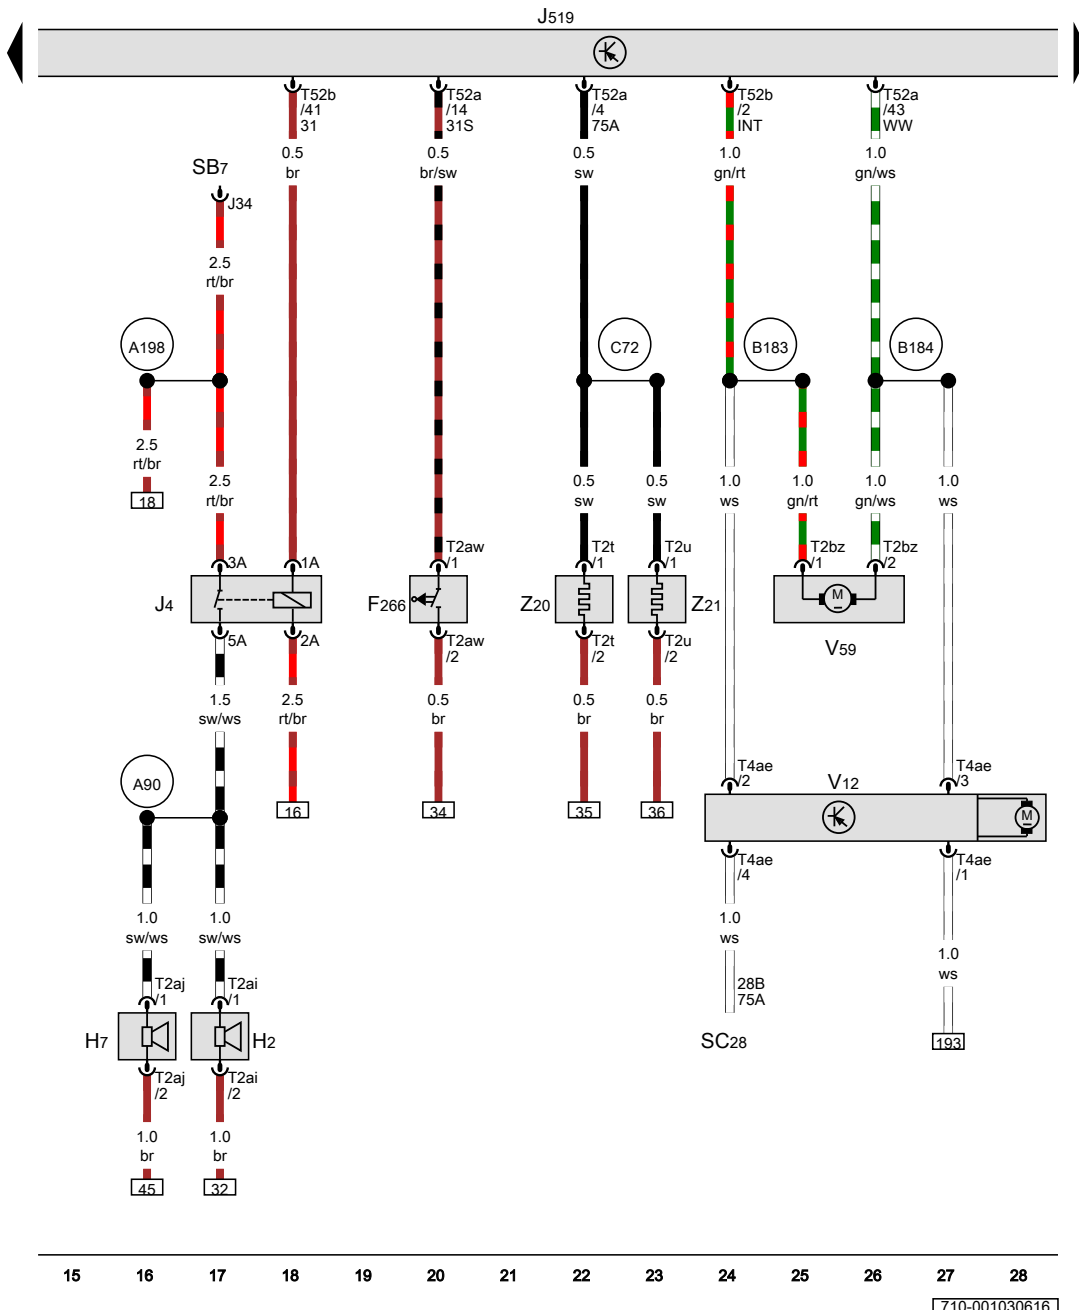 J519
T52b
/41
31
T52a
/14
31S
T52a
/4
75A
T52b
/2
INT
T52a
/43
WW
0.5
br
0.5
br/sw
0.5
sw
1.0
gn/rt
1.0
gn/ws
SB7
J34
2.5
rt/br
A198
C72
B183
B184
2.5
rt/br
18
2.5
rt/br
0.5
sw
0.5
sw
1.0
ws
1.0
gn/rt
1.0
gn/ws
1.0
ws
3A
1A
T2aw
/1
T2t
/1
T2u
/1
T2bz
/1
T2bz
/2
J4
F266
Z20
Z21
M
V59
5A
2A
T2aw
/2
T2t
/2
T2u
/2
1.5
sw/ws
2.5
rt/br
0.5
br
0.5
br
0.5
br
A90
16
34
35
36
T4ae
/2
V12
T4ae
/3
M
T4ae
/4
T4ae
/1
1.0
sw/ws
1.0
sw/ws
1.0
ws
1.0
ws
T2aj
/1
T2ai
/1
28B
75A
H7
H2
SC28
193
T2aj
/2
T2ai
/2
1.0
br
1.0
br
45
32
15 16 17 18 19 20 21 22 23 24 25 26 27 28
710-001030616